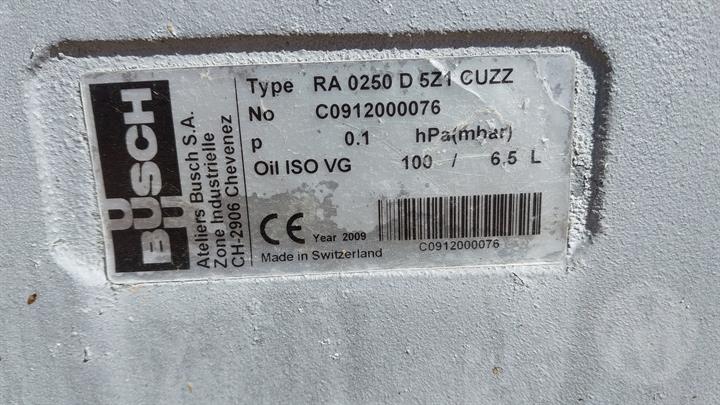 BUSCH
Ateliers Busch S.A.
Zone Industrielle
CH-2906 Chevenez
Type RA 0250 D 5Z1 CUZZ
No C0912000076
p 0.1 hPa(mbar)
Oil ISO VG 100 / 6,5 L
CE Year 2009
Made in Switzerland
C0912000076